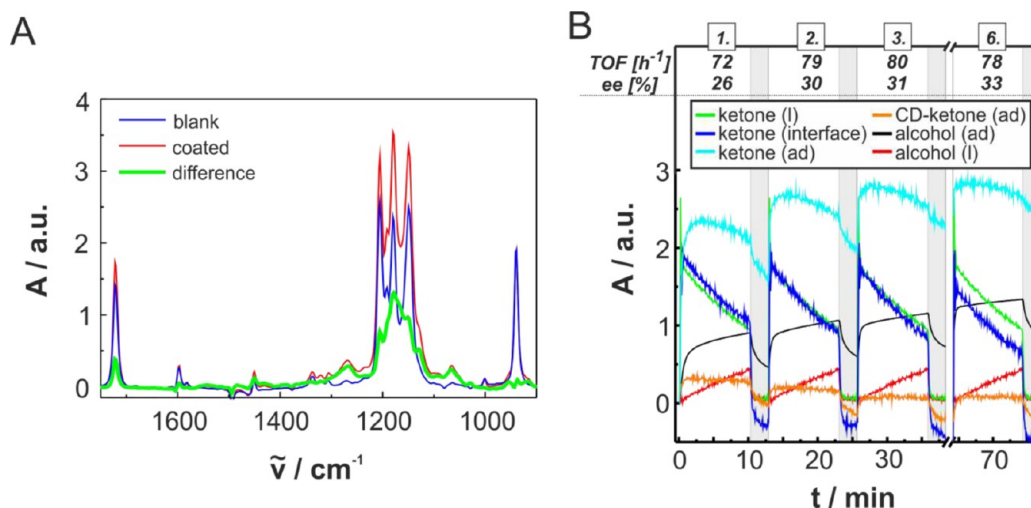 A
4
3
2
1
0
A / a.u.
blank
coated
difference
1600
1400
1200
1000
ṽ / cm⁻¹
B
1. 2. 3. 6.
TOF [h⁻¹] 72 79 80 78
ee [%] 26 30 31 33
ketone (l) CD-ketone (ad)
ketone (interface) alcohol (ad)
ketone (ad) alcohol (l)
3
2
1
0
A / a.u.
0 10 20 30 70
t / min